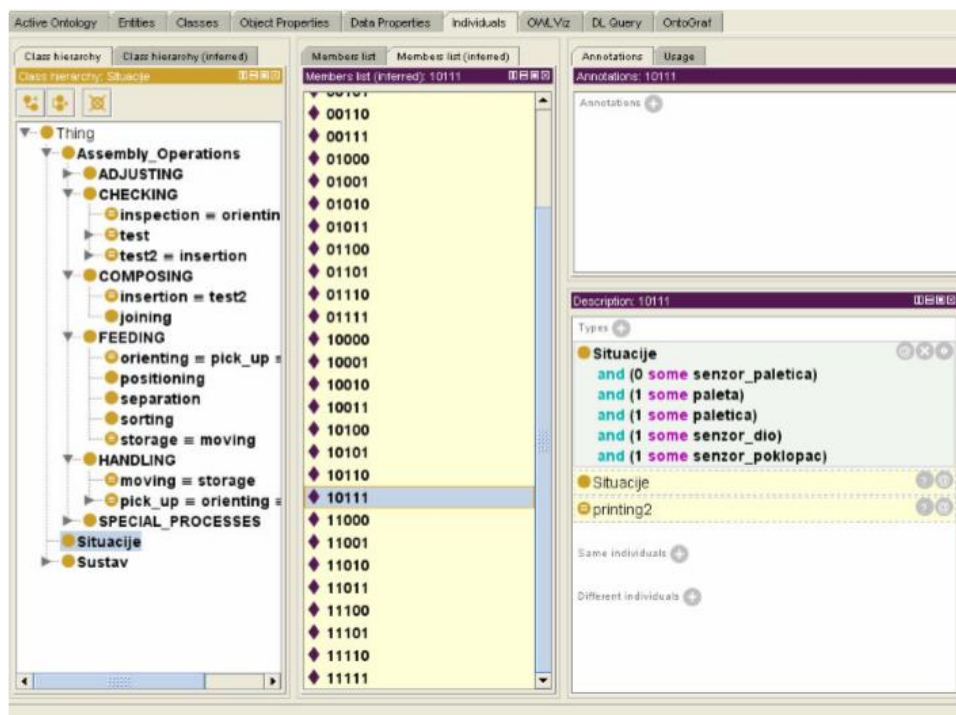 Active Ontology Entities Classes Object Properties Data Properties Individuals OWLViz DL Query OntoGraf
Class hierarchy Class hierarchy (inferred)
Class hierarchy: Situacije
Thing
Assembly_Operations
ADJUSTING
CHECKING
inspection ≡ orientin
test
test2 ≡ insertion
COMPOSING
insertion ≡ test2
joining
FEEDING
orienting ≡ pick_up ≡
positioning
separation
sorting
storage ≡ moving
HANDLING
moving ≡ storage
pick_up ≡ orienting ≡
SPECIAL_PROCESSES
Situacije
Sustav
Members list Members list (inferred)
Members list (inferred): 10111
00101
00110
00111
01000
01001
01010
01011
01100
01101
01110
01111
10000
10001
10010
10011
10100
10101
10110
10111
11000
11001
11010
11011
11100
11101
11110
11111
Annotations Usage
Annotations: 10111
Annotations
Description: 10111
Types
Situacije
and (0 some senzor_paletica)
and (1 some paleta)
and (1 some paletica)
and (1 some senzor_dio)
and (1 some senzor_poklopac)
Situacije
printing2
Same individuals
Different individuals